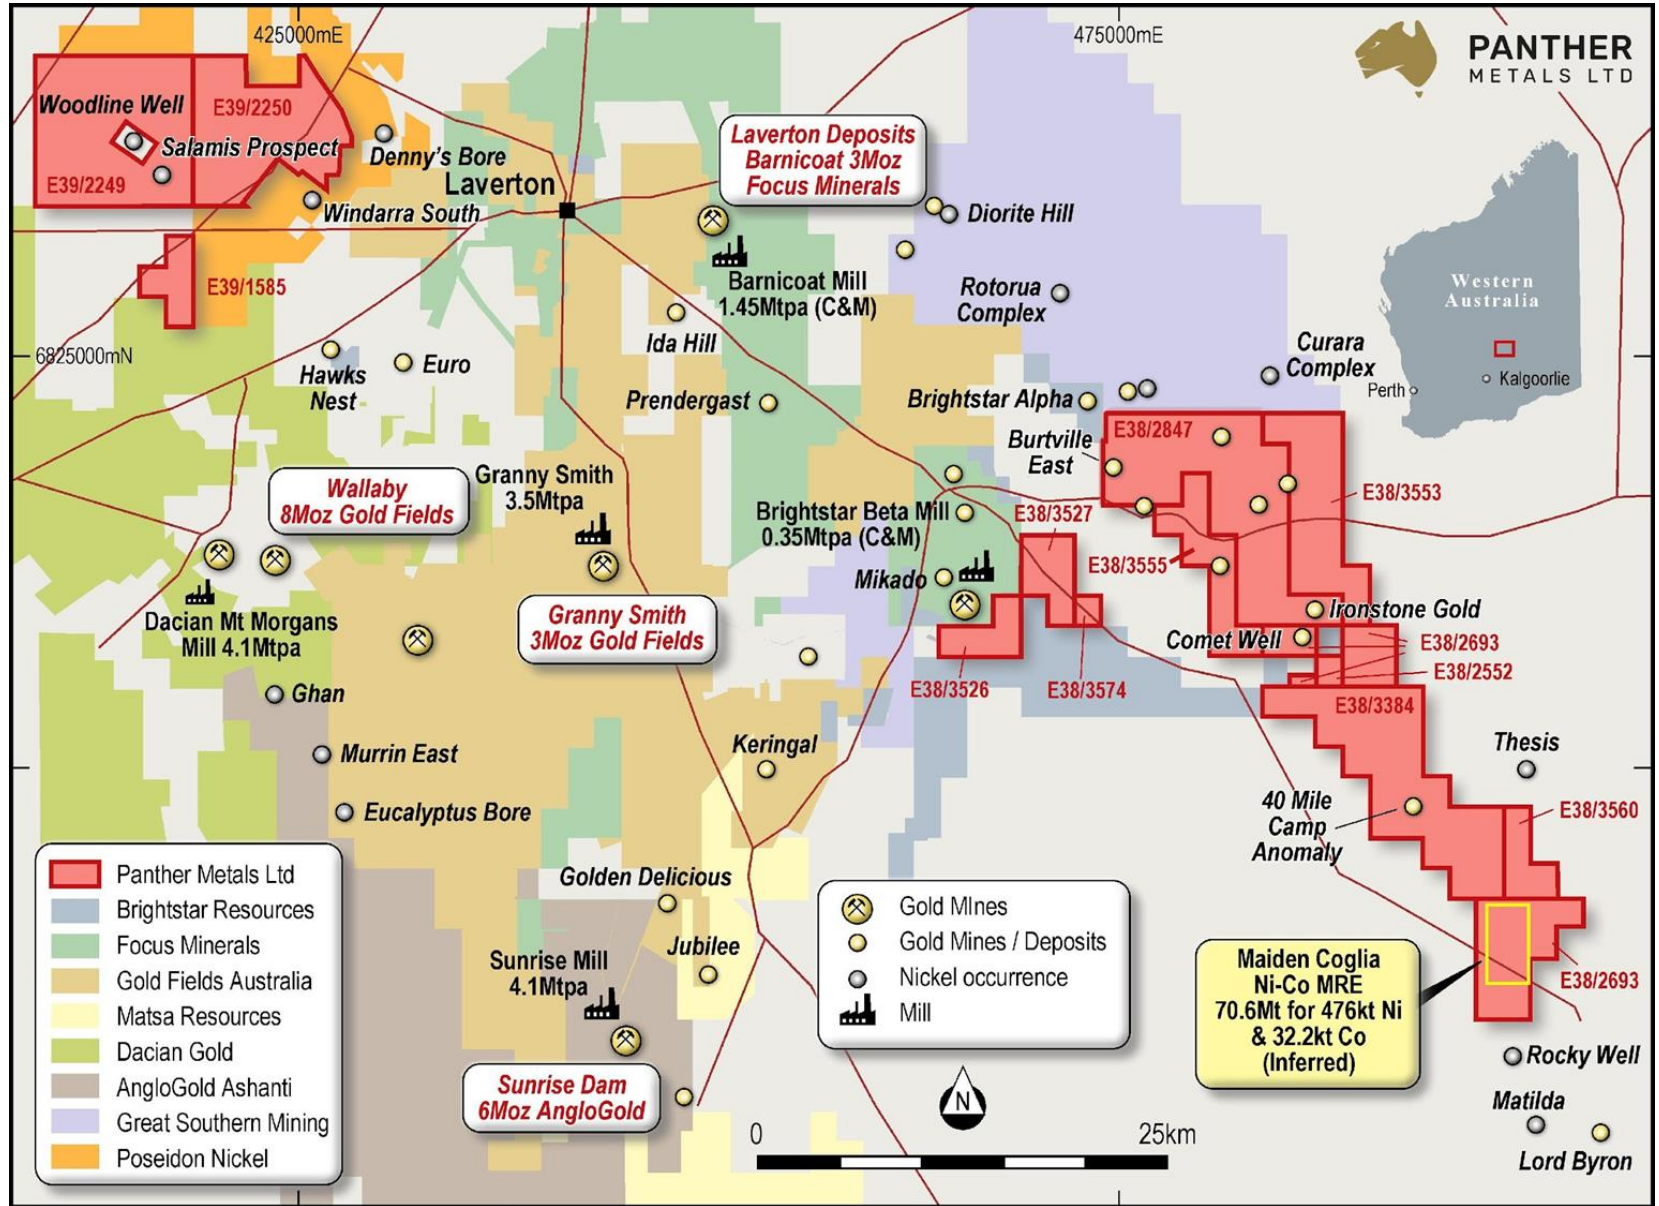 425000mE
475000mE
PANTHER
METALS LTD
Woodline Well
E39/2250
Salamis Prospect
E39/2249
Denny's Bore
Laverton
Windarra South
Laverton Deposits
Barnicoat 3Moz
Focus Minerals
Diorite Hill
E39/1585
Barnicoat Mill
1.45Mtpa (C&M)
Rotorua
Complex
Western
Australia
Perth
Kalgoorlie
6825000mN
Hawks
Nest
Euro
Ida Hill
Curara
Complex
Prendergast
Brightstar Alpha
E38/2847
Burtville
East
E38/3553
Wallaby
8Moz Gold Fields
Granny Smith
3.5Mtpa
Brightstar Beta Mill
0.35Mtpa (C&M)
E38/3527
E38/3555
Mikado
Granny Smith
3Moz Gold Fields
Dacian Mt Morgans
Mill 4.1Mtpa
Ironstone Gold
Comet Well
E38/2693
E38/2552
E38/3526
E38/3574
E38/3384
Ghan
Murrin East
Keringal
Thesis
Eucalyptus Bore
40 Mile
Camp
Anomaly
E38/3560
Golden Delicious
Jubilee
Sunrise Mill
4.1Mtpa
Sunrise Dam
6Moz AngloGold
Maiden Coglia
Ni-Co MRE
70.6Mt for 476kt Ni
& 32.2kt Co
(Inferred)
E38/2693
Rocky Well
Matilda
Lord Byron
Panther Metals Ltd
Brightstar Resources
Focus Minerals
Gold Fields Australia
Matsa Resources
Dacian Gold
AngloGold Ashanti
Great Southern Mining
Poseidon Nickel
Gold MInes
Gold Mines / Deposits
Nickel occurrence
Mill
N
0
25km